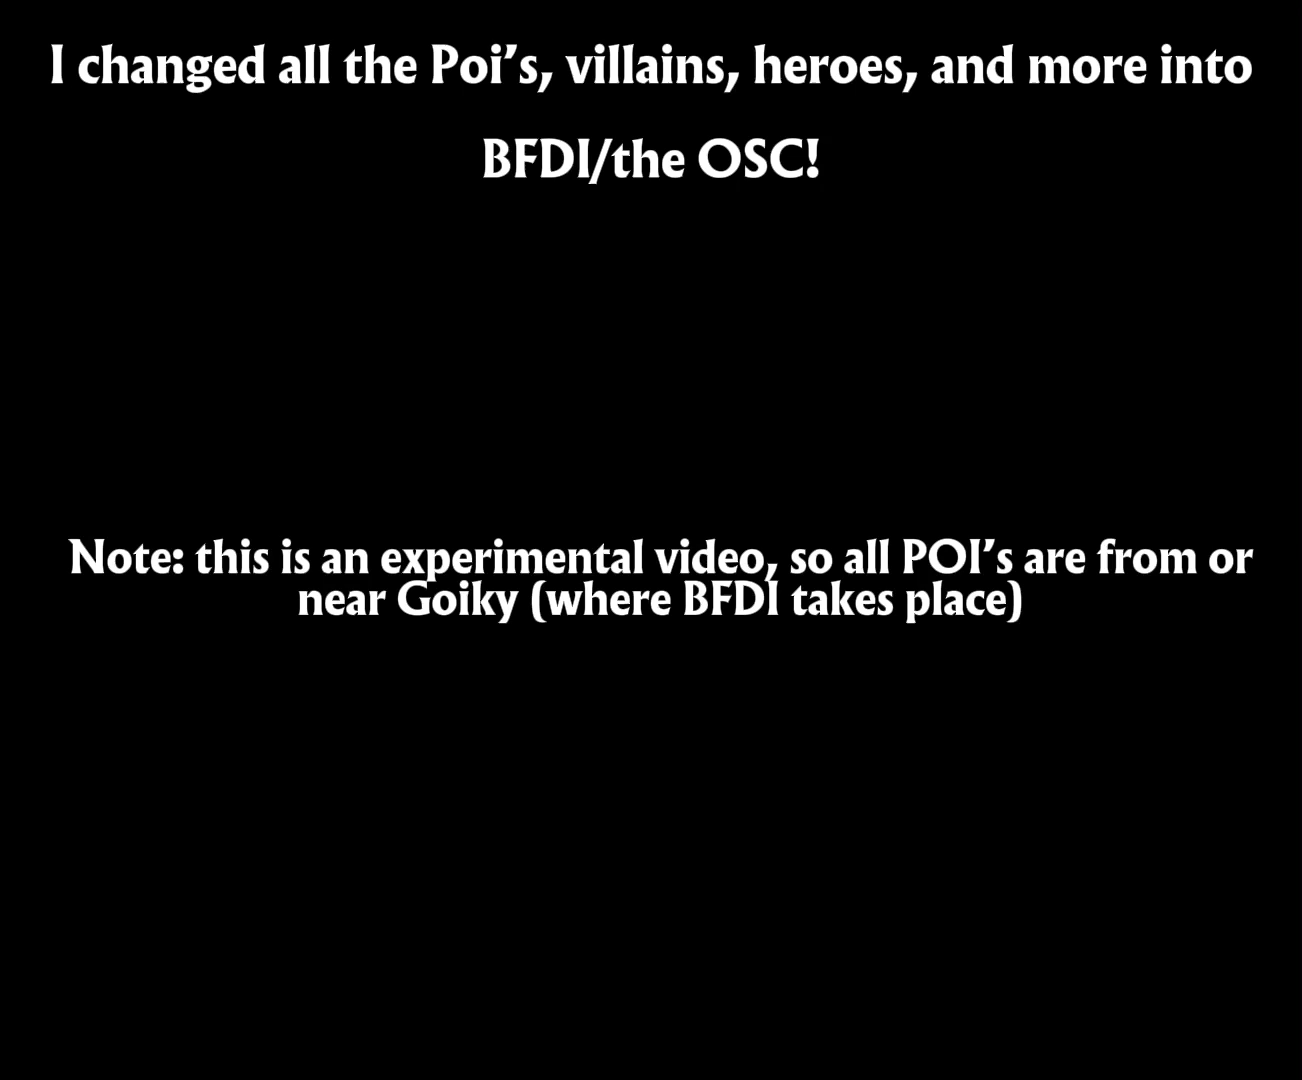 I changed all the Poi’s, villains, heroes, and more into
BFDI/the OSC!
Note: this is an experimental video, so all POI’s are from or
near Goiky (where BFDI takes place)